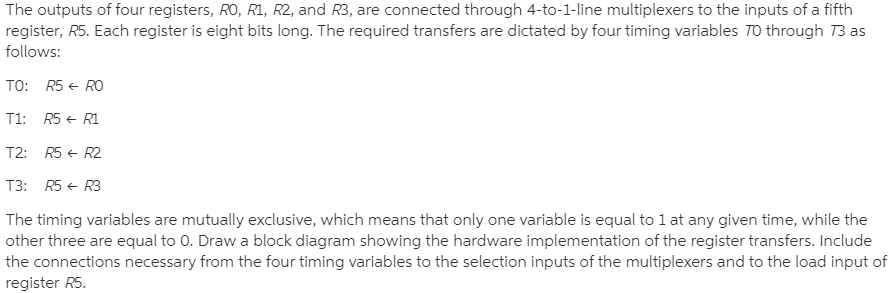 The outputs of four registers, R0, R1, R2, and R3, are connected through 4-to-1-line multiplexers to the inputs of a fifth
register, R5. Each register is eight bits long. The required transfers are dictated by four timing variables T0 through T3 as
follows:
T0: R5 ← R0
T1: R5 ← R1
T2: R5 ← R2
T3: R5 ← R3
The timing variables are mutually exclusive, which means that only one variable is equal to 1 at any given time, while the
other three are equal to 0. Draw a block diagram showing the hardware implementation of the register transfers. Include
the connections necessary from the four timing variables to the selection inputs of the multiplexers and to the load input of
register R5.